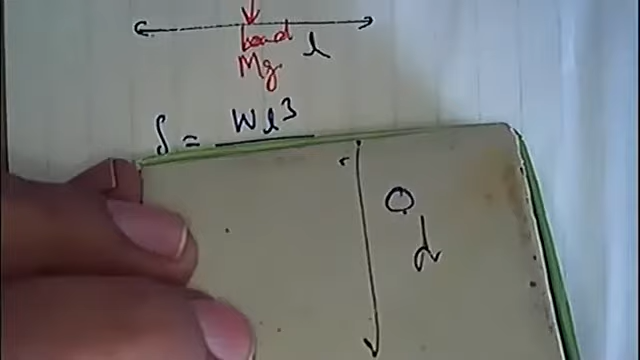 load l
Mg
δ = Wl³
d